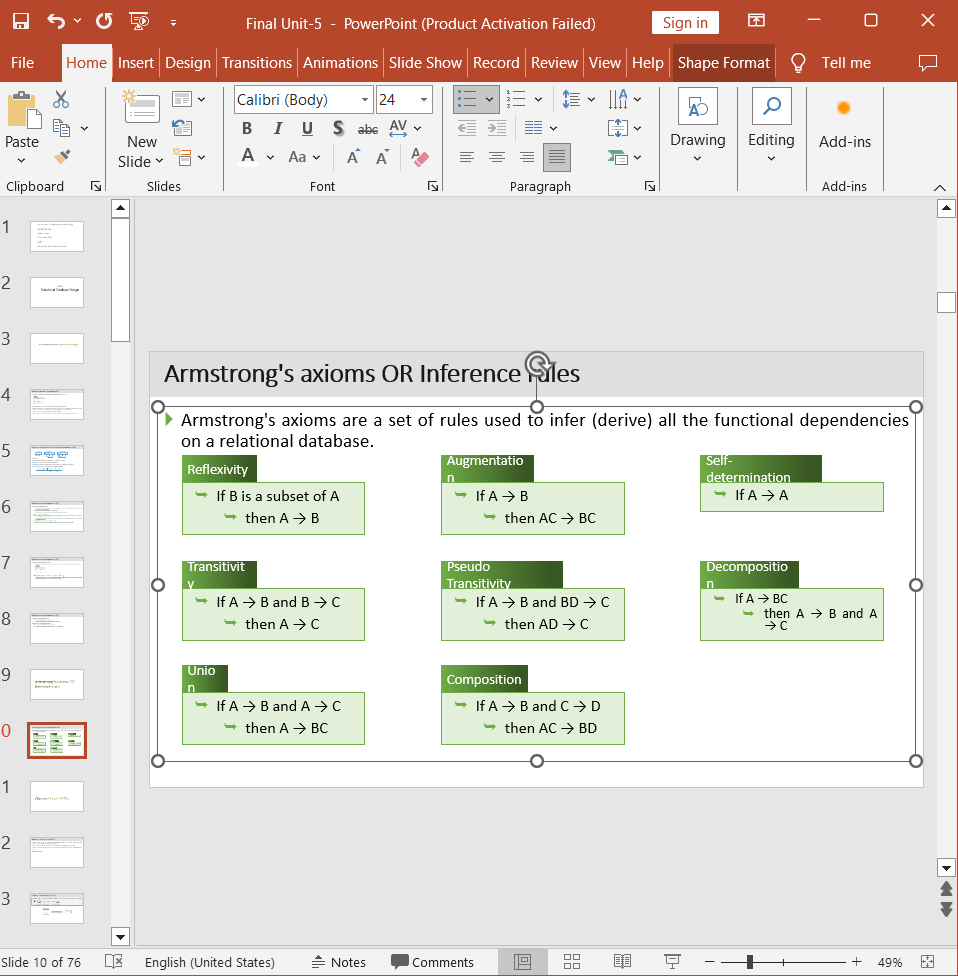 Final Unit-5 - PowerPoint (Product Activation Failed)
Sign in
File Home Insert Design Transitions Animations Slide Show Record Review View Help Shape Format Tell me
Calibri (Body) 24
B I U S abc AV
A Aa A A
Paste
New
Slide
Drawing
Editing
Add-ins
Clipboard Slides Font Paragraph Add-ins
1
2
3
4
5
6
7
8
9
0
1
2
3
Armstrong's axioms OR Inference rules
Armstrong's axioms are a set of rules used to infer (derive) all the functional dependencies
on a relational database.
Reflexivity
If B is a subset of A
then A → B
Augmentatio
n
If A → B
then AC → BC
Self-
determination
If A → A
Transitivit
y
If A → B and B → C
then A → C
Pseudo
Transitivity
If A → B and BD → C
then AD → C
Decompositio
n
If A → BC
then A → B and A
→ C
Unio
n
If A → B and A → C
then A → BC
Composition
If A → B and C → D
then AC → BD
Slide 10 of 76 English (United States) Notes Comments 49%